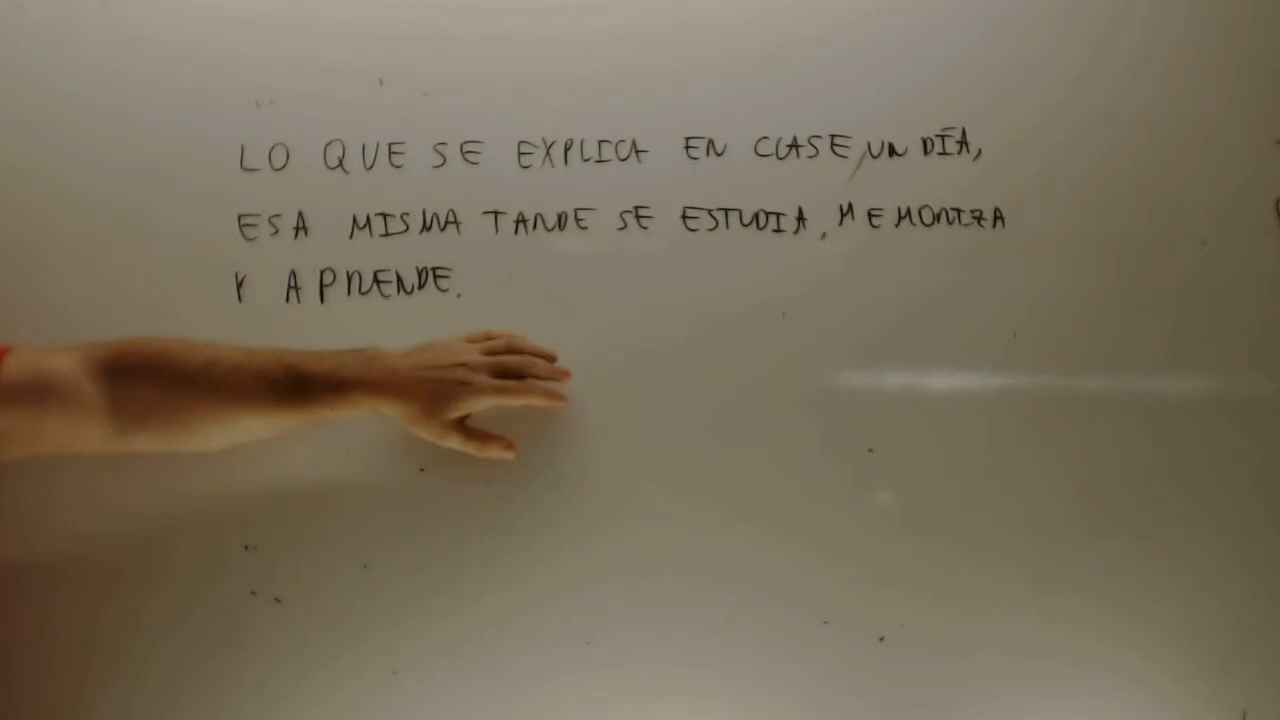 LO QUE SE EXPLICA EN CLASE, UN DÍA,
ESA MISMA TARDE SE ESTUDIA, MEMORIZA
Y APRENDE.